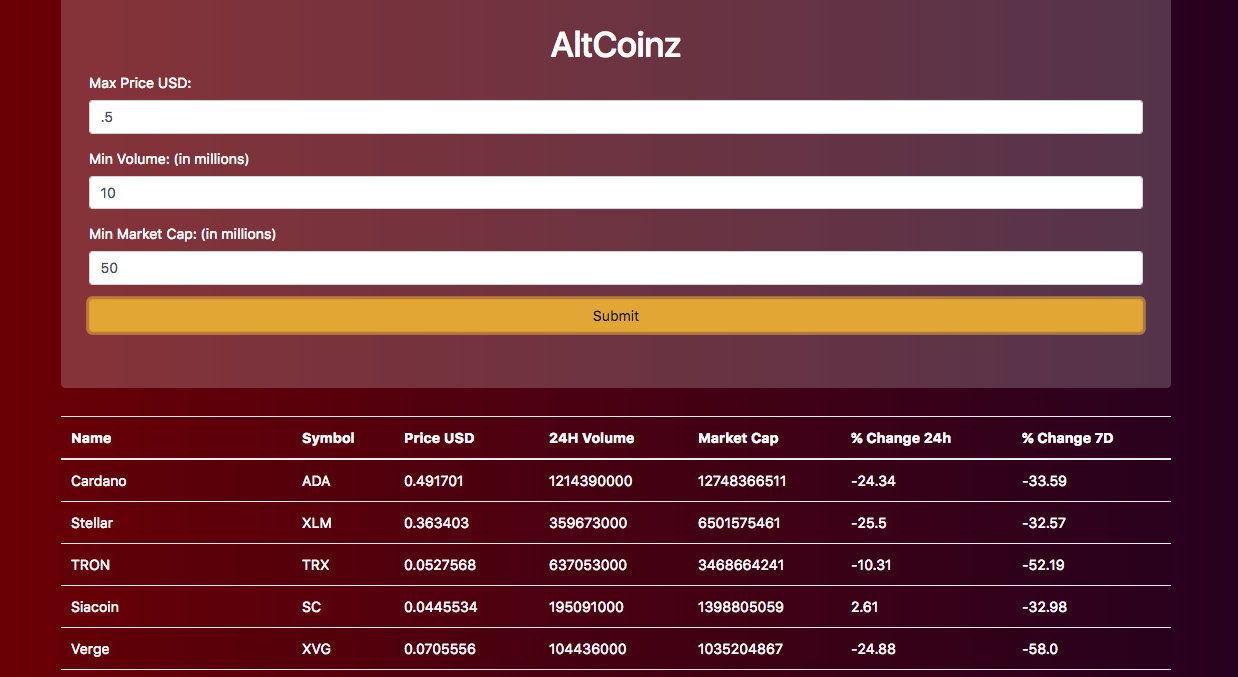 AltCoinz
Max Price USD:
.5
Min Volume: (in millions)
10
Min Market Cap: (in millions)
50
Submit
Name Symbol Price USD 24H Volume Market Cap % Change 24h % Change 7D
Cardano ADA 0.491701 1214390000 12748366511 -24.34 -33.59
Stellar XLM 0.363403 359673000 6501575461 -25.5 -32.57
TRON TRX 0.0527568 637053000 3468664241 -10.31 -52.19
Siacoin SC 0.0445534 195091000 1398805059 2.61 -32.98
Verge XVG 0.0705556 104436000 1035204867 -24.88 -58.0